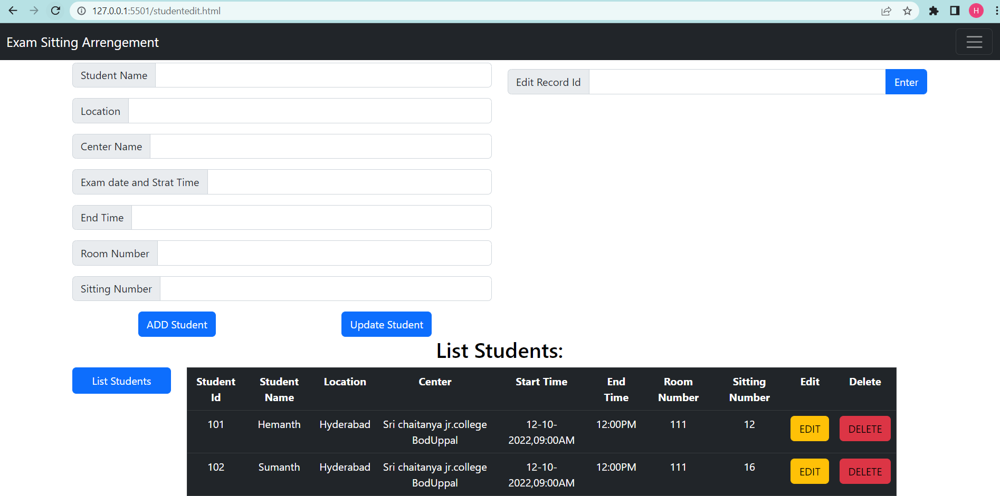 127.0.0.1:5501/studentedit.html
H
Exam Sitting Arrengement
Student Name
Edit Record Id
Enter
Location
Center Name
Exam date and Strat Time
End Time
Room Number
Sitting Number
ADD Student
Update Student
List Students:
List Students
Student Id
Student Name
Location
Center
Start Time
End Time
Room Number
Sitting Number
Edit
Delete
101
Hemanth
Hyderabad
Sri chaitanya jr.college
BodUppal
12-10-
2022,09:00AM
12:00PM
111
12
EDIT
DELETE
102
Sumanth
Hyderabad
Sri chaitanya jr.college
BodUppal
12-10-
2022,09:00AM
12:00PM
111
16
EDIT
DELETE